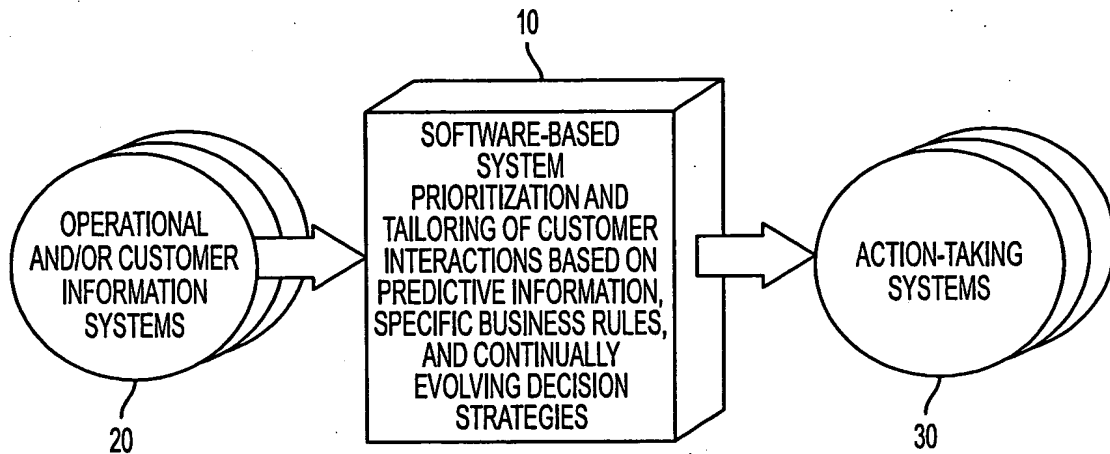 10
OPERATIONAL
AND/OR CUSTOMER
INFORMATION
SYSTEMS
20
SOFTWARE-BASED
SYSTEM
PRIORITIZATION AND
TAILORING OF CUSTOMER
INTERACTIONS BASED ON
PREDICTIVE INFORMATION,
SPECIFIC BUSINESS RULES,
AND CONTINUALLY
EVOLVING DECISION
STRATEGIES
ACTION-TAKING
SYSTEMS
30